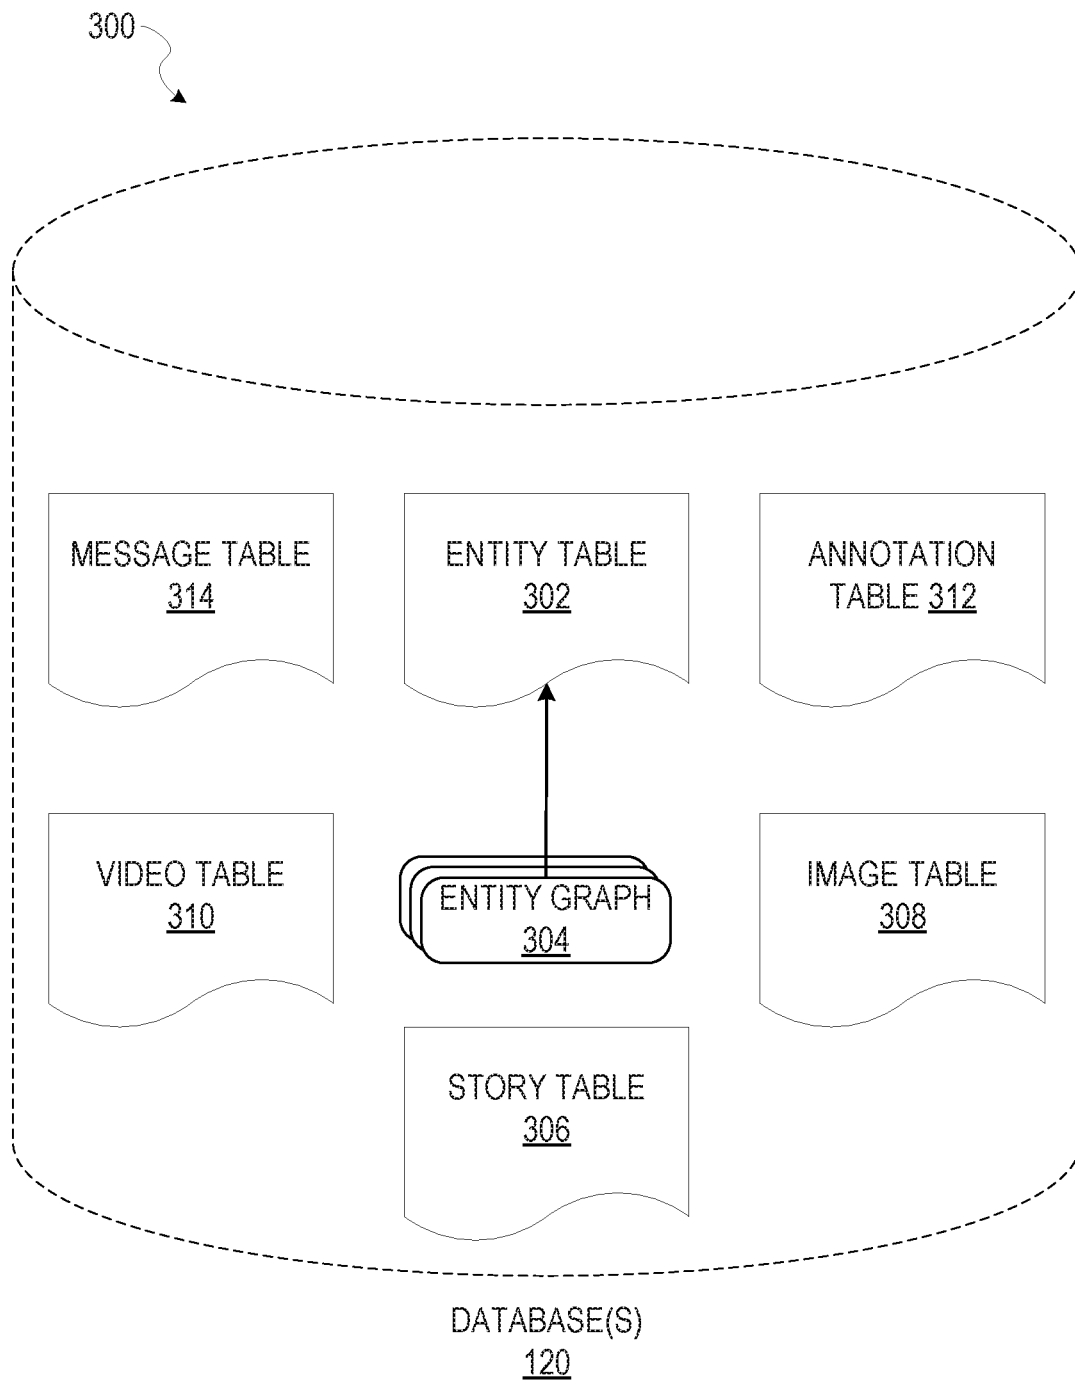 300
MESSAGE TABLE
314
ENTITY TABLE
302
ANNOTATION
TABLE 312
VIDEO TABLE
310
ENTITY GRAPH
304
IMAGE TABLE
308
STORY TABLE
306
DATABASE(S)
120